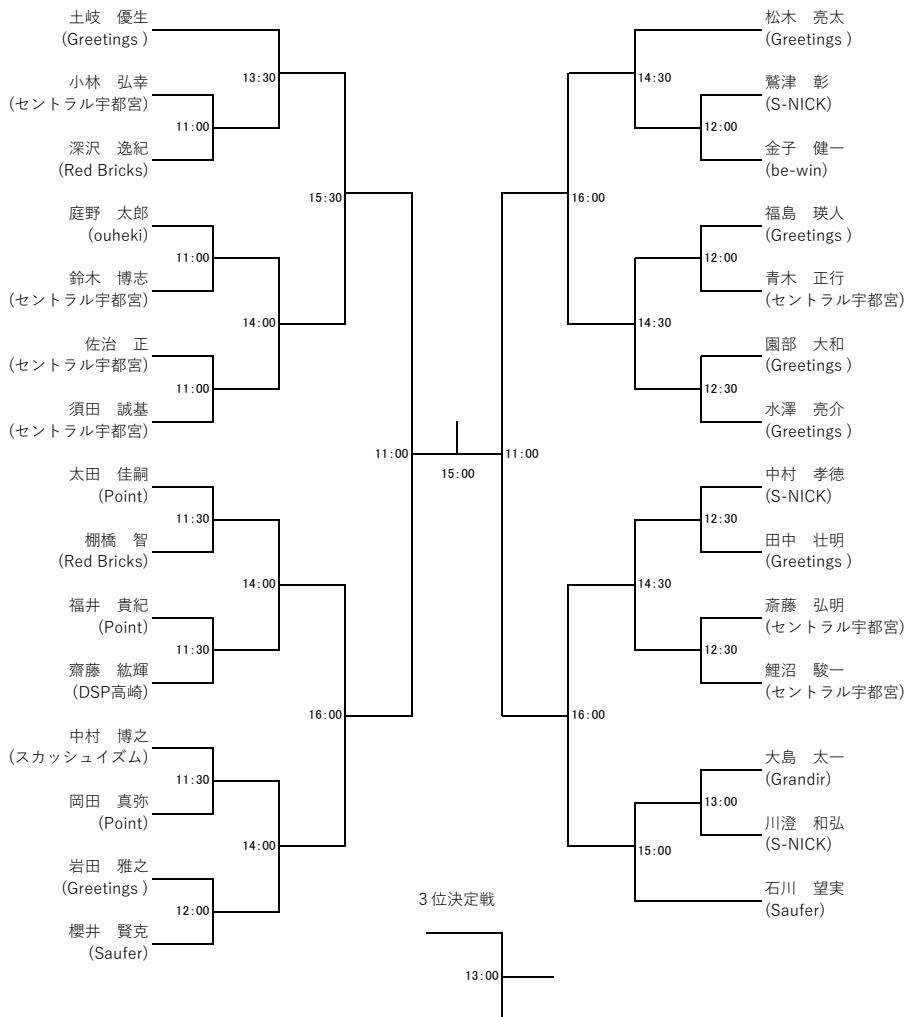 土岐　優生
(Greetings )
13:30
小林　弘幸
(セントラル宇都宮)
11:00
深沢　逸紀
(Red Bricks)
15:30
庭野　太郎
(ouheki)
11:00
鈴木　博志
(セントラル宇都宮)
14:00
佐治　正
(セントラル宇都宮)
11:00
須田　誠基
(セントラル宇都宮)
11:00
太田　佳嗣
(Point)
11:30
棚橋　智
(Red Bricks)
14:00
福井　貴紀
(Point)
11:30
齋藤　紘輝
(DSP高崎)
16:00
中村　博之
(スカッシュイズム)
11:30
岡田　真弥
(Point)
14:00
岩田　雅之
(Greetings )
12:00
櫻井　賢克
(Saufer)
15:00
松木　亮太
(Greetings )
14:30
鷲津　彰
(S-NICK)
12:00
金子　健一
(be-win)
16:00
福島　瑛人
(Greetings )
12:00
青木　正行
(セントラル宇都宮)
14:30
園部　大和
(Greetings )
12:30
水澤　亮介
(Greetings )
11:00
中村　孝徳
(S-NICK)
12:30
田中　壮明
(Greetings )
14:30
斎藤　弘明
(セントラル宇都宮)
12:30
鯉沼　駿一
(セントラル宇都宮)
16:00
大島　太一
(Grandir)
13:00
川澄　和弘
(S-NICK)
15:00
石川　望実
(Saufer)
３位決定戦
13:00